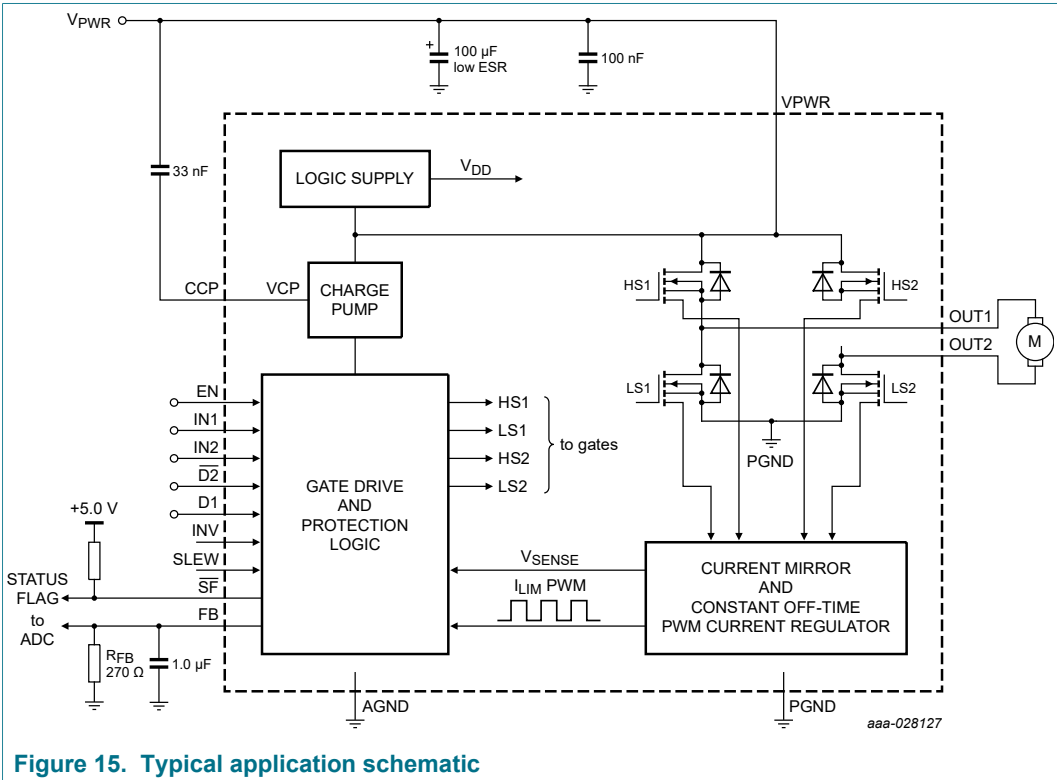 VPWR
100 µF
low ESR
100 nF
VPWR
33 nF
LOGIC SUPPLY
VDD
CCP
VCP
CHARGE
PUMP
HS1
HS2
OUT1
OUT2
M
LS1
LS2
PGND
EN
IN1
IN2
D2
D1
INV
SLEW
SF
FB
GATE DRIVE
AND
PROTECTION
LOGIC
HS1
LS1
HS2
LS2
to gates
+5.0 V
STATUS
FLAG
to
ADC
RFB
270 Ω
1.0 µF
VSENSE
ILIM PWM
CURRENT MIRROR
AND
CONSTANT OFF-TIME
PWM CURRENT REGULATOR
AGND
PGND
aaa-028127
Figure 15. Typical application schematic